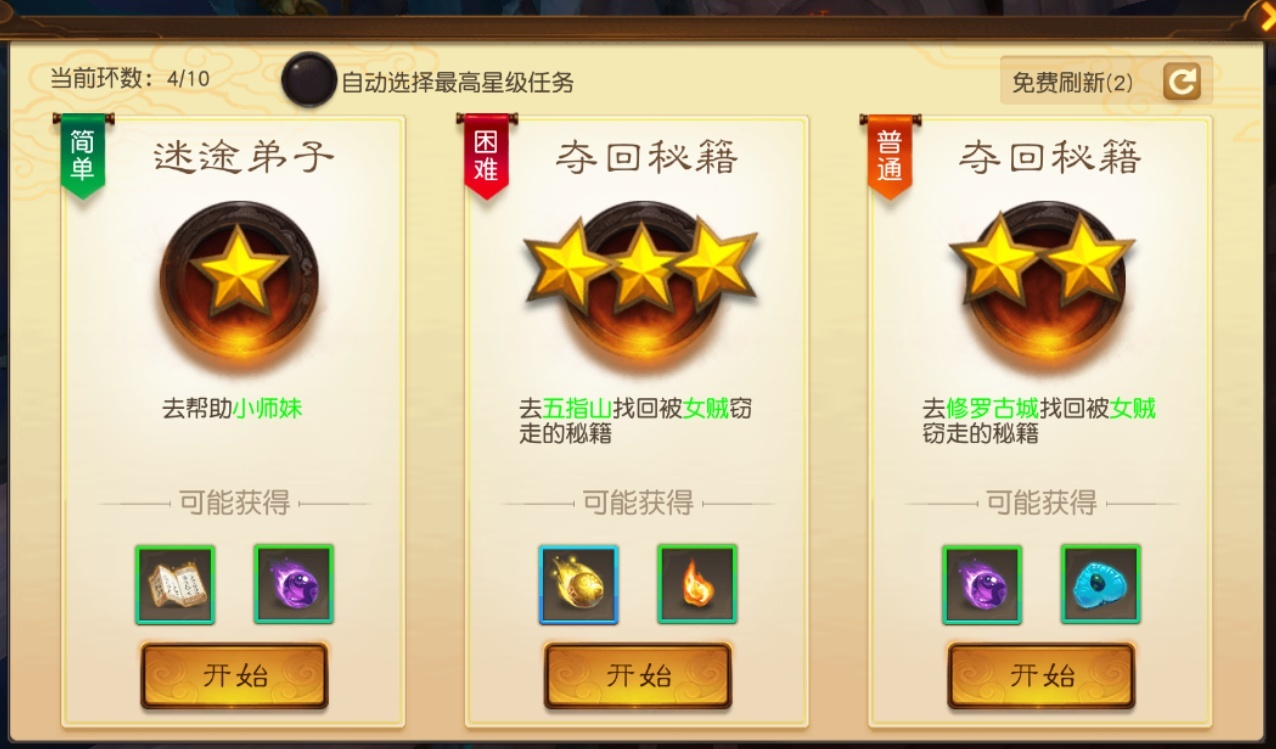 当前环数：4/10
自动选择最高星级任务
免费刷新(2)
简单
迷途弟子
去帮助小师妹
可能获得
开始
困难
夺回秘籍
去五指山找回被女贼窃
走的秘籍
可能获得
开始
普通
夺回秘籍
去修罗古城找回被女贼
窃走的秘籍
可能获得
开始